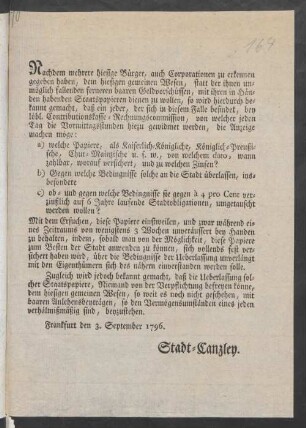 164
Nachdem mehrere hiesige Bürger, auch Corporationen zu erkennen
gegeben haben, dem hiesigen gemeinen Wesen, statt der ihnen un-
möglich fallenden ferneren baaren Geldvorschüssen, mit ihren in Hän-
den habenden Staatspapieren dienen zu wollen, so wird hierdurch be-
kannt gemacht, daß ein jeder, der sich in diesem Falle befindet, bey
löbl. Contributionskasse-Rechnungscommission, von welcher jeden
Tag die Vormittagsstunden hiezu gewidmet werden, die Anzeige
machen möge:
a) welche Papiere, als Kaiserlich-Königliche, Königlich-Preussi-
sche, Chur-Maynzische u. s. w., von welchem dato, wann
zahlbar, worauf versichert, und zu welchen Zinsen?
b) Gegen welche Bedingnisse solche an die Stadt überlassen, ins-
besondere
c) ob- und gegen welche Bedingnisse sie gegen à 4 pro Cent ver-
zinslich auf 6 Jahre laufende Stadtobligationen, umgetauscht
werden wollen?
Mit dem Ersuchen, diese Papiere einsweilen, und zwar während ei-
nes Zeitraums von wenigstens 3 Wochen unveräussert bey Handen
zu behalten, indem, sobald man von der Möglichkeit, diese Papiere
zum Besten der Stadt anwenden zu können, sich vollends fest ver-
sichert haben wird, über die Bedingnisse der Ueberlassung unverlängt
mit den Eigenthümern sich des nähern einverstanden werden solle.
Zugleich wird jedoch bekannt gemacht, daß die Ueberlassung sol-
cher Staatspapiere, Niemand von der Verpflichtung befreyen könne,
dem hiesigen gemeinen Wesen, so weit es noch nicht geschehen, mit
baaren Anlehensbeyträgen, so den Vermögensumständen eines jeden
verhältnißmäßig sind, beyzustehen.
Frankfurt den 3. September 1796.
Stadt-Canzley.